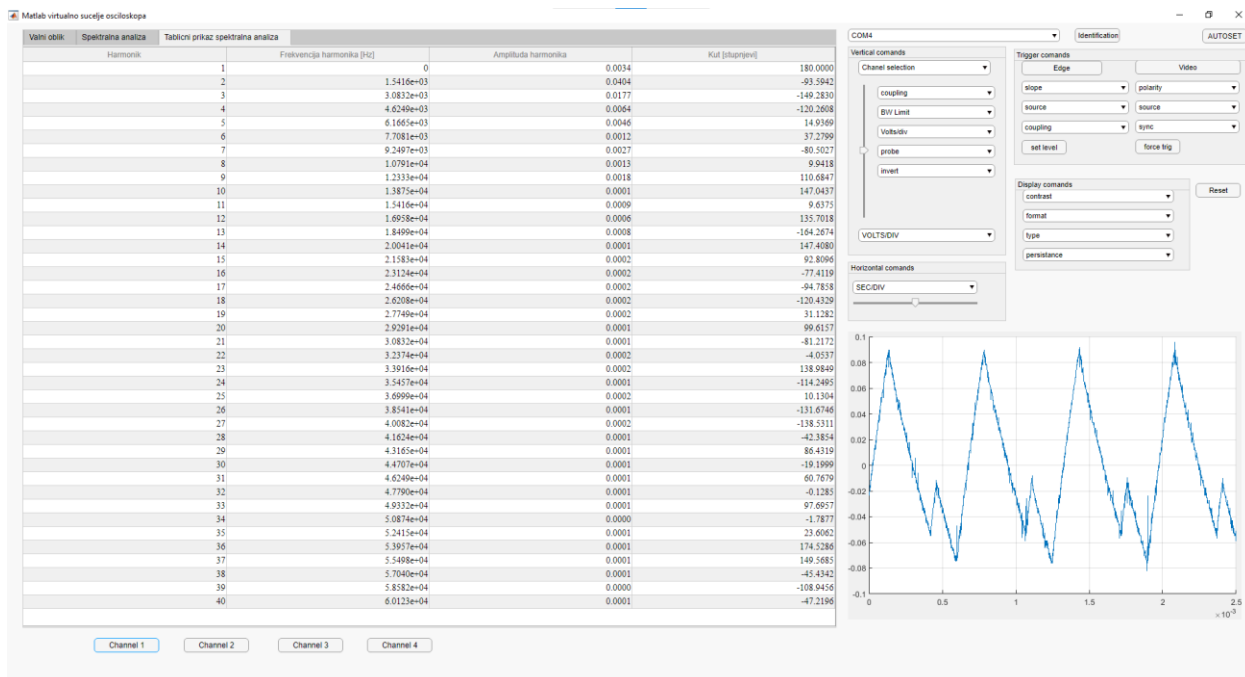 Matlab virtualno sucelje osciloskopa
Valni oblik Spektralna analiza Tablicni prikaz spektralna analiza
Harmonik Frekvencija harmonika [Hz] Amplituda harmonika Kut [stupnjevi]
1 0 0.0034 180.0000
2 1.5416e+03 0.0404 -93.5942
3 3.0832e+03 0.0177 -149.2830
4 4.6249e+03 0.0064 -120.2608
5 6.1665e+03 0.0046 14.9369
6 7.7081e+03 0.0012 37.2799
7 9.2497e+03 0.0027 -80.5027
8 1.0791e+04 0.0013 9.9418
9 1.2333e+04 0.0018 110.6847
10 1.3875e+04 0.0001 147.0437
11 1.5416e+04 0.0009 9.6375
12 1.6958e+04 0.0006 135.7018
13 1.8499e+04 0.0008 -164.2674
14 2.0041e+04 0.0001 147.4080
15 2.1583e+04 0.0002 92.8096
16 2.3124e+04 0.0002 -77.4119
17 2.4666e+04 0.0002 -94.7858
18 2.6208e+04 0.0002 -120.4329
19 2.7749e+04 0.0002 31.1282
20 2.9291e+04 0.0001 99.6157
21 3.0832e+04 0.0001 -81.2172
22 3.2374e+04 0.0002 -4.0537
23 3.3916e+04 0.0002 138.9849
24 3.5457e+04 0.0001 -114.2495
25 3.6999e+04 0.0002 10.1304
26 3.8541e+04 0.0001 -131.6746
27 4.0082e+04 0.0002 -138.5311
28 4.1624e+04 0.0001 -42.3854
29 4.3165e+04 0.0001 86.4319
30 4.4707e+04 0.0001 -19.1999
31 4.6249e+04 0.0001 60.7679
32 4.7790e+04 0.0001 -0.1285
33 4.9332e+04 0.0001 97.6957
34 5.0874e+04 0.0000 -1.7877
35 5.2415e+04 0.0001 23.6062
36 5.3957e+04 0.0001 174.5286
37 5.5498e+04 0.0001 149.5685
38 5.7040e+04 0.0001 -45.4342
39 5.8582e+04 0.0000 -108.9456
40 6.0123e+04 0.0001 -47.2196
Channel 1 Channel 2 Channel 3 Channel 4
COM4 Identification AUTOSET
Vertical comands
Chanel selection
coupling
BW Limit
Volts/div
probe
invert
VOLTS/DIV
Horizontal comands
SEC/DIV
Trigger comands
Edge Video
slope polarity
source source
coupling sync
set level force trig
Display comands
contrast
format
type
persistance
Reset
0.1
0.08
0.06
0.04
0.02
0
-0.02
-0.04
-0.06
-0.08
-0.1
0 0.5 1 1.5 2 2.5
×10-3